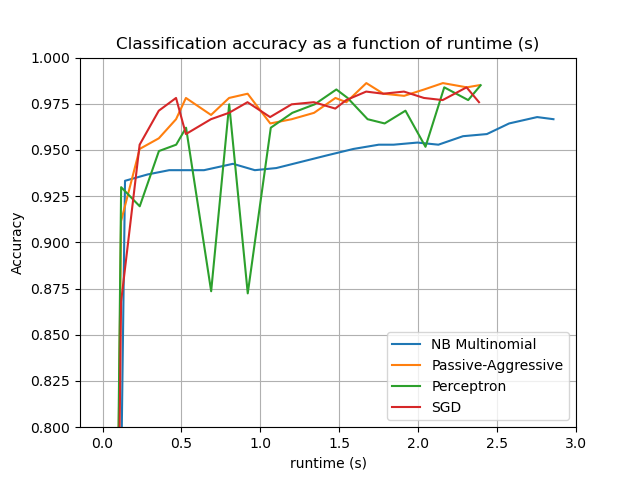 Classification accuracy as a function of runtime (s)
Accuracy
1.000
0.975
0.950
0.925
0.900
0.875
0.850
0.825
0.800
NB Multinomial
Passive-Aggressive
Perceptron
SGD
0.0 0.5 1.0 1.5 2.0 2.5 3.0
runtime (s)